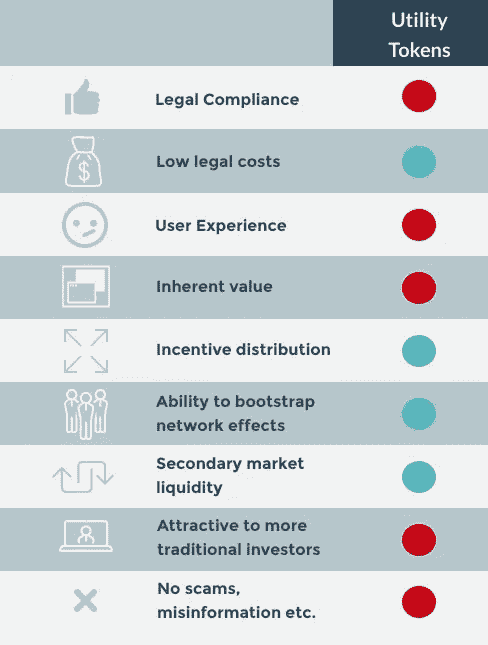 Utility
Tokens
Legal Compliance
$
Low legal costs
User Experience
Inherent value
Incentive distribution
Ability to bootstrap
network effects
Secondary market
liquidity
Attractive to more
traditional investors
No scams,
misinformation etc.